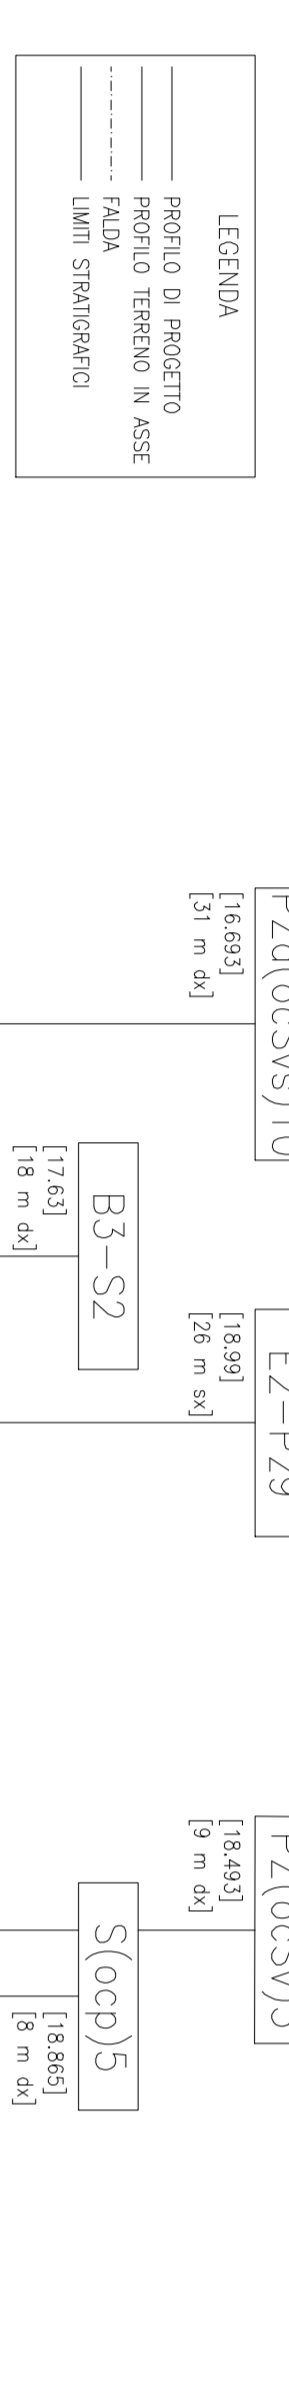 LEGENDA
PROFILO DI PROGETTO
PROFILO TERRENO IN ASSE
FALDA
LIMITI STRATIGRAFICI
[16.693]
[31 m dx]
B3-S2
[17.63]
[18 m dx]
[18.99]
[26 m sx]
[18.493]
[9 m dx]
S(ocp)5
[18.865]
[8 m dx]